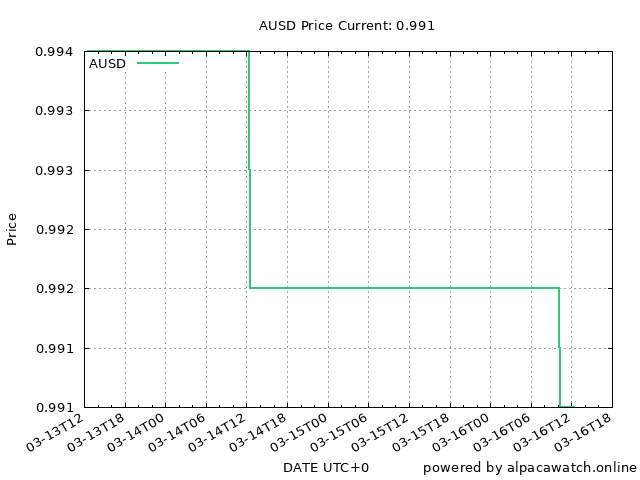 AUSD Price Current: 0.991
0.994
AUSD
0.993
0.993
0.992
Price
0.992
0.991
0.991
03-13T12 03-13T18 03-14T00 03-14T06 03-14T12 03-14T18 03-15T00 03-15T06 03-15T12 03-15T18 03-16T00 03-16T06 03-16T12 03-16T18
DATE UTC+0
powered by alpacawatch.online